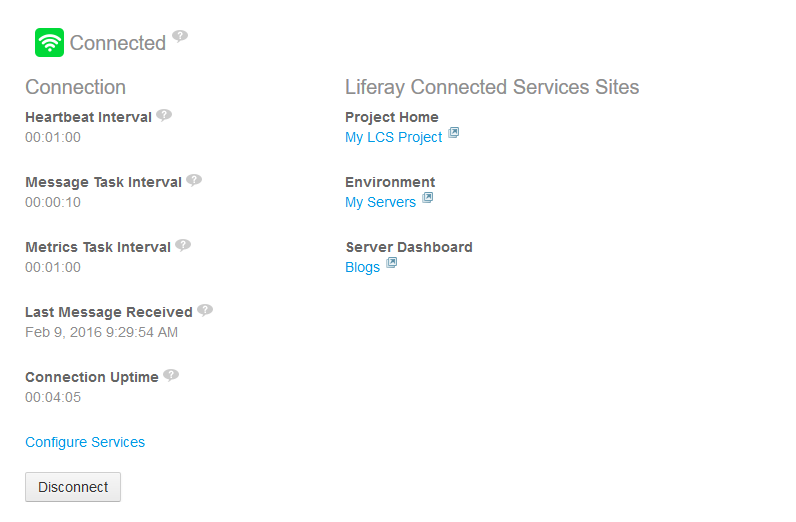 Connected
Connection
Heartbeat Interval
00:01:00
Message Task Interval
00:00:10
Metrics Task Interval
00:01:00
Last Message Received
Feb 9, 2016 9:29:54 AM
Connection Uptime
00:04:05
Configure Services
Disconnect
Liferay Connected Services Sites
Project Home
My LCS Project
Environment
My Servers
Server Dashboard
Blogs